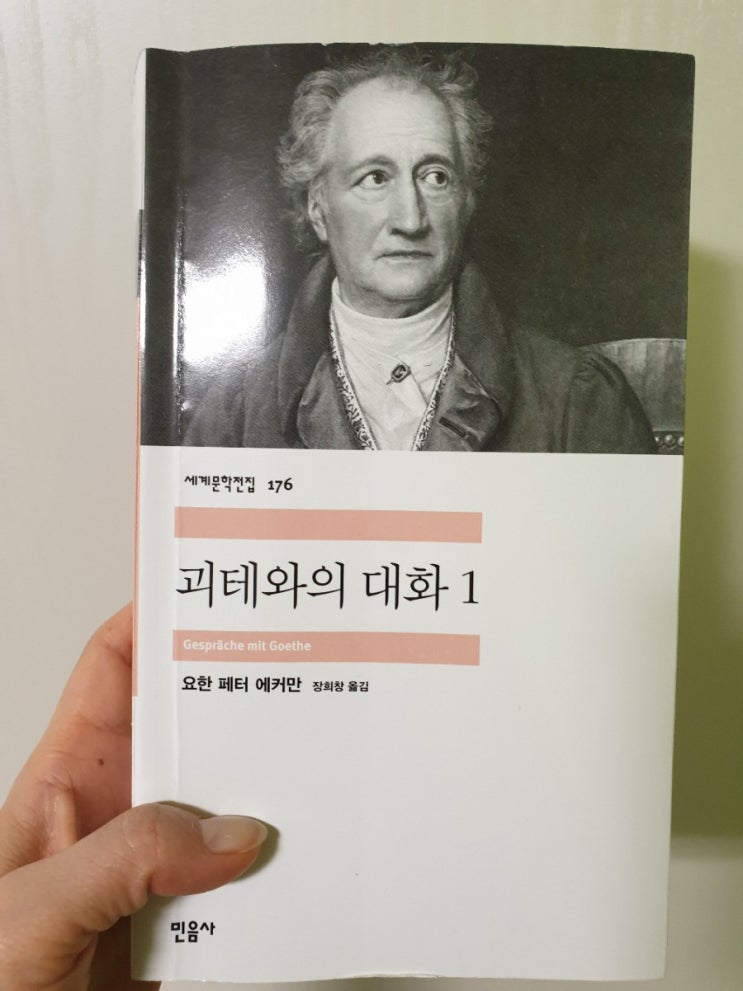 세계문학전집 176
괴테와의 대화 1
Gespräche mit Goethe
요한 페터 에커만 장희창 옮김
민음사